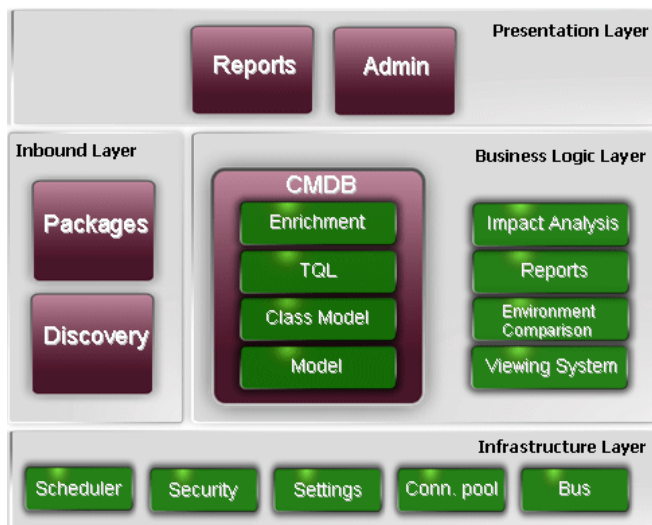 Presentation Layer
Reports
Admin
Inbound Layer
Packages
Discovery
Business Logic Layer
CMDB
Enrichment
TQL
Class Model
Model
Impact Analysis
Reports
Environment
Comparison
Viewing System
Infrastructure Layer
Scheduler
Security
Settings
Conn. pool
Bus